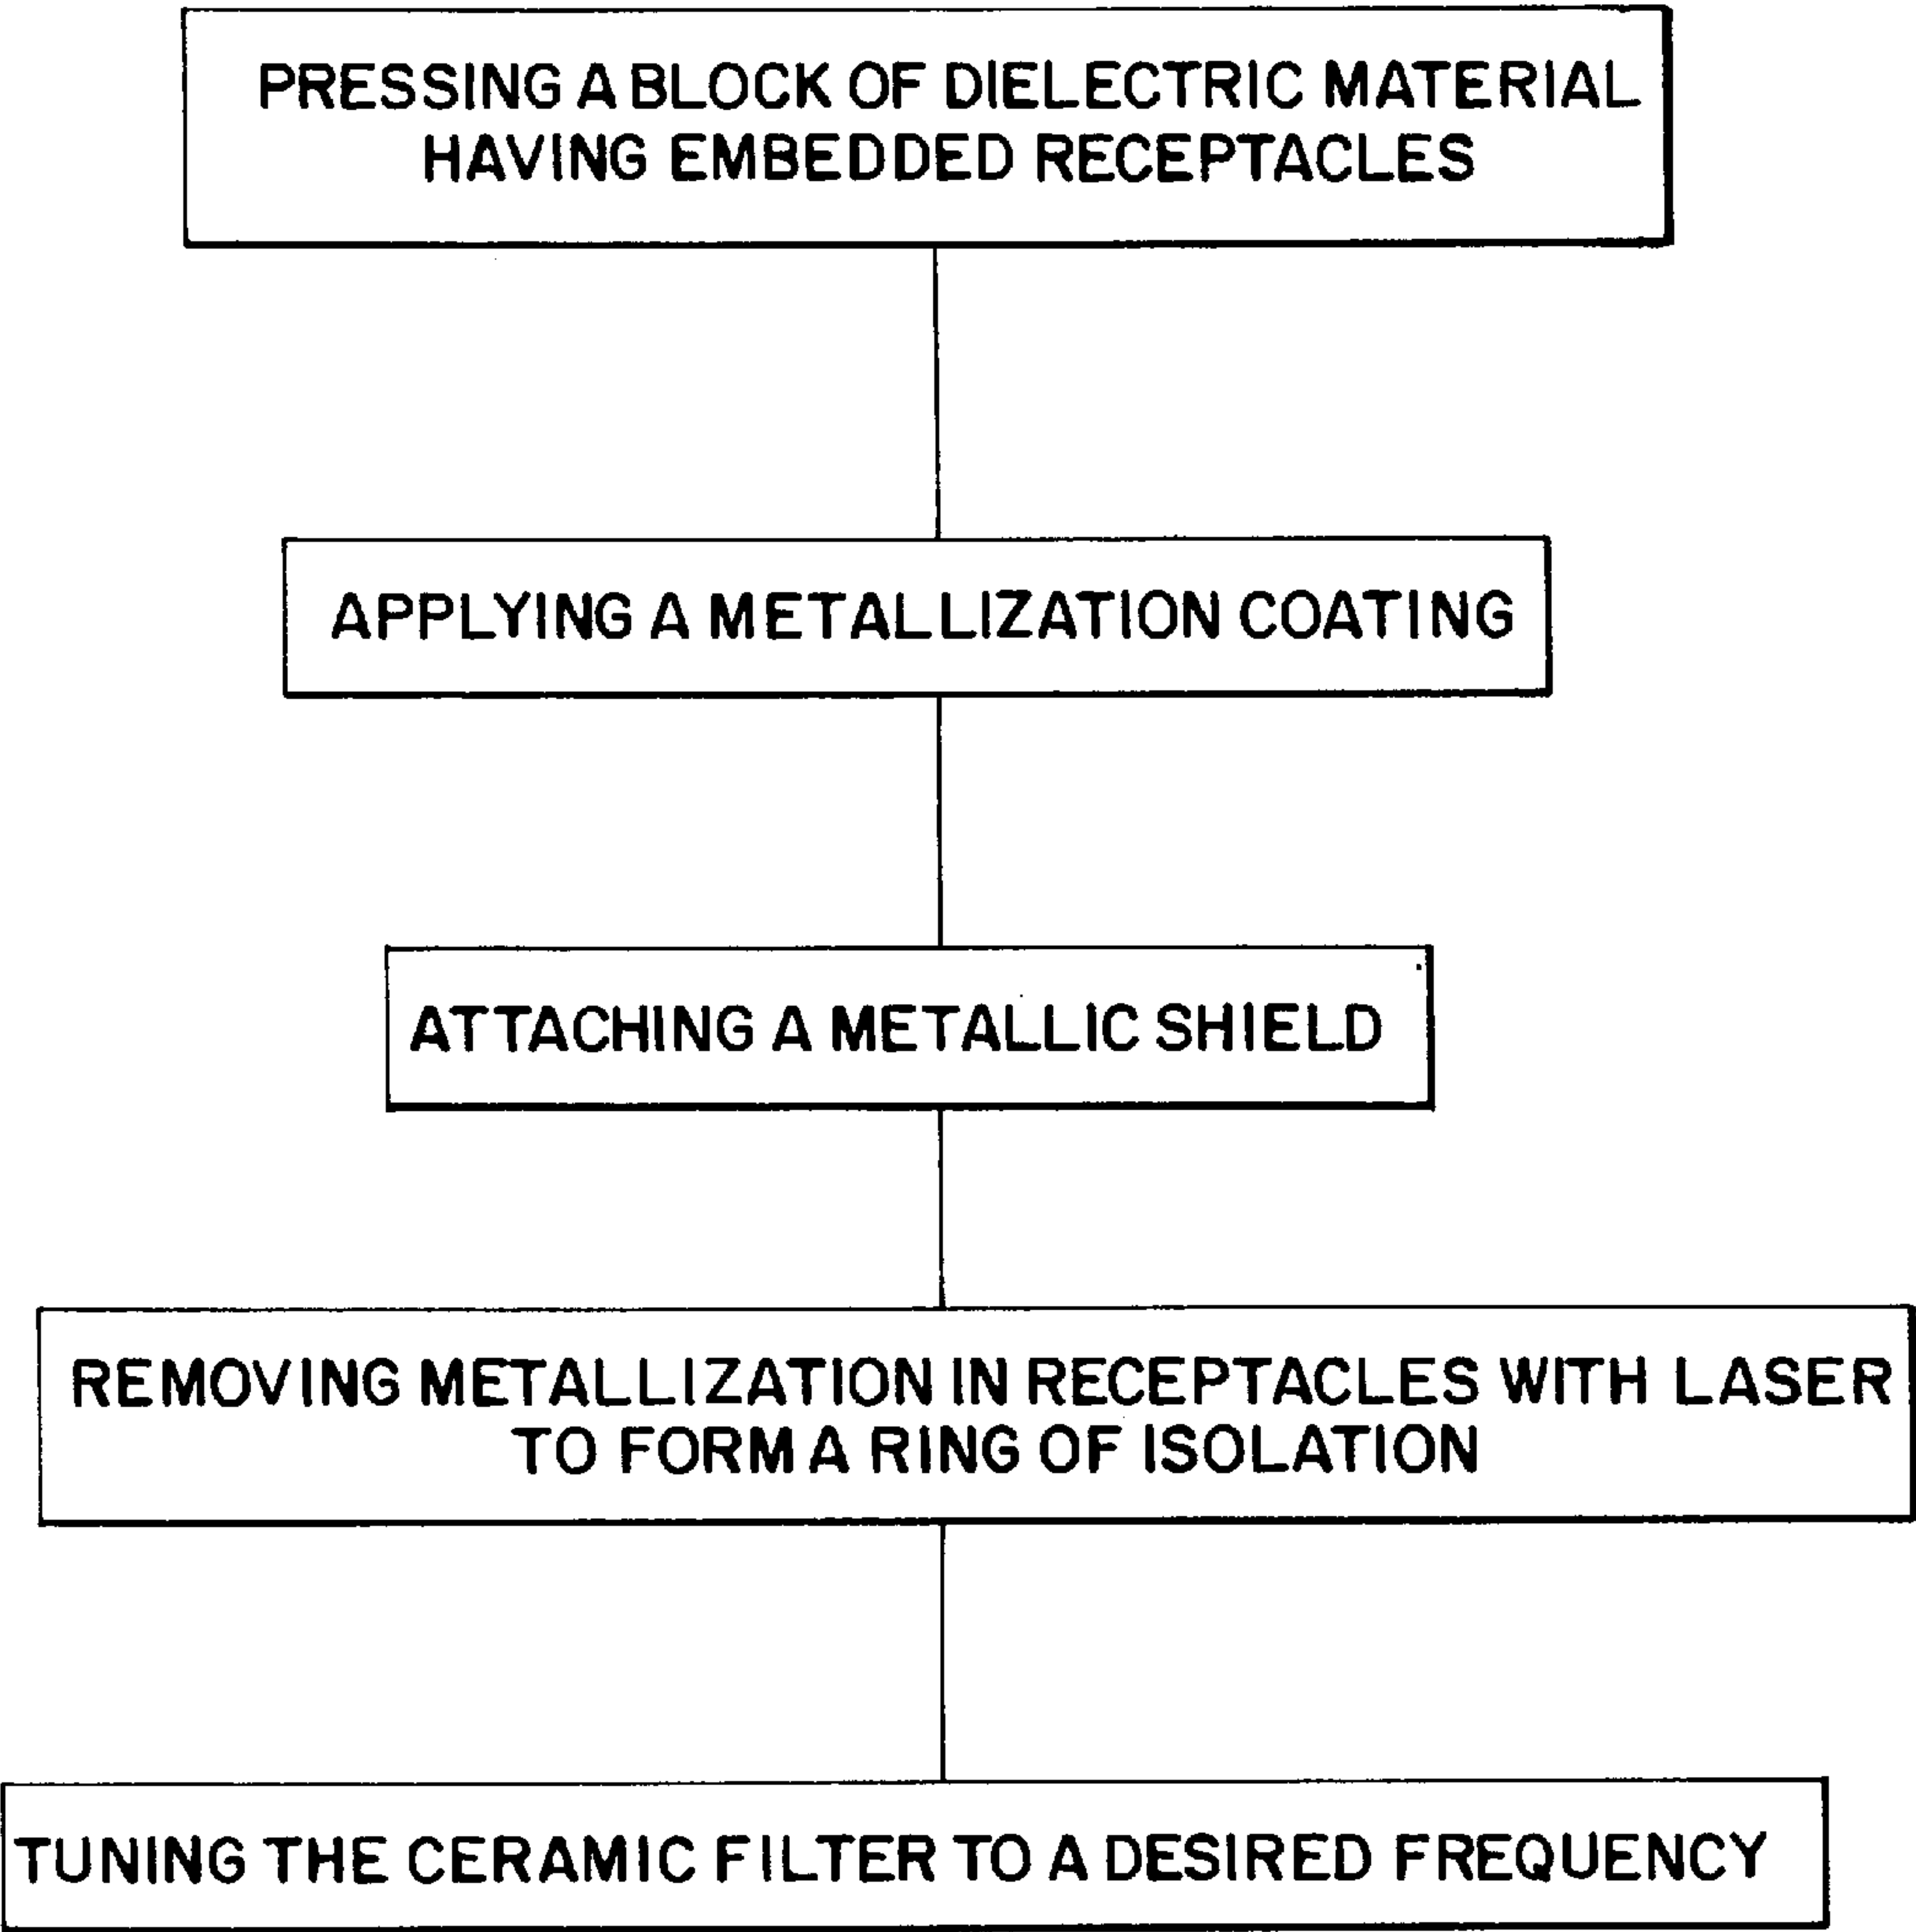 PRESSING A BLOCK OF DIELECTRIC MATERIAL
HAVING EMBEDDED RECEPTACLES
APPLYING A METALLIZATION COATING
ATTACHING A METALLIC SHIELD
REMOVING METALLIZATION IN RECEPTACLES WITH LASER
TO FORM A RING OF ISOLATION
TUNING THE CERAMIC FILTER TO A DESIRED FREQUENCY